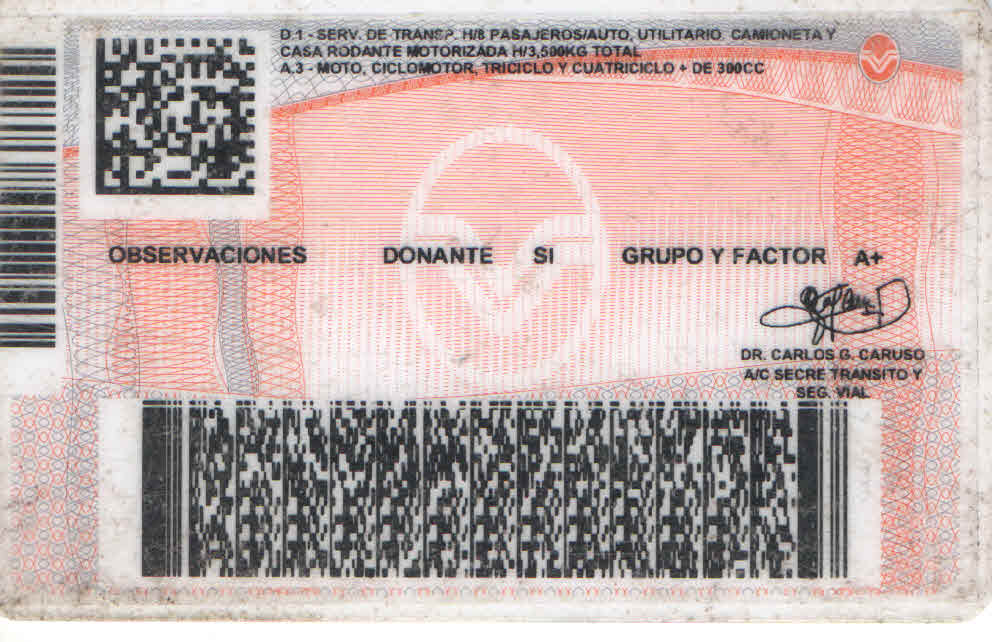 D.1 - SERV. DE TRANSP. H/8 PASAJEROS/AUTO, UTILITARIO, CAMIONETA Y
CASA RODANTE MOTORIZADA H/3,500KG TOTAL
A.3 - MOTO, CICLOMOTOR, TRICICLO Y CUATRICICLO + DE 300CC
OBSERVACIONES DONANTE SI GRUPO Y FACTOR A+
DR. CARLOS G. CARUSO
A/C SECRE TRANSITO Y
SEG. VIAL